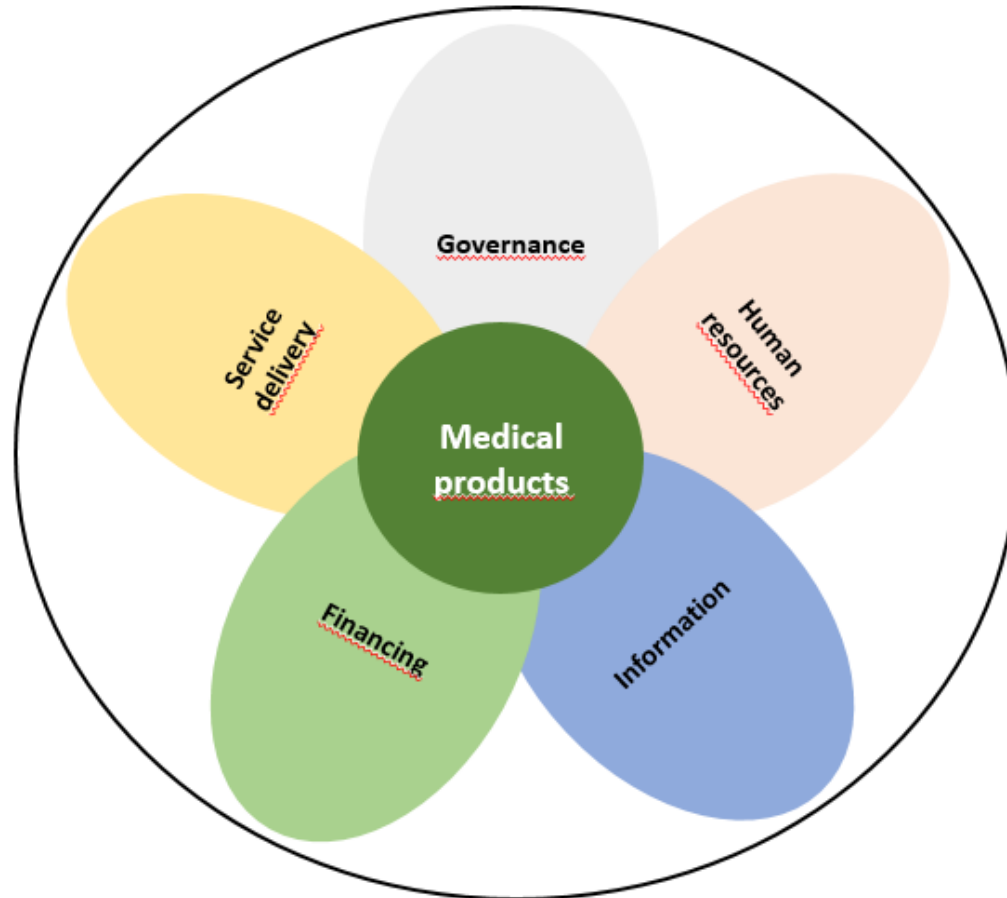 Governance
Human
resources
Service
delivery
Medical
products
Financing
Information